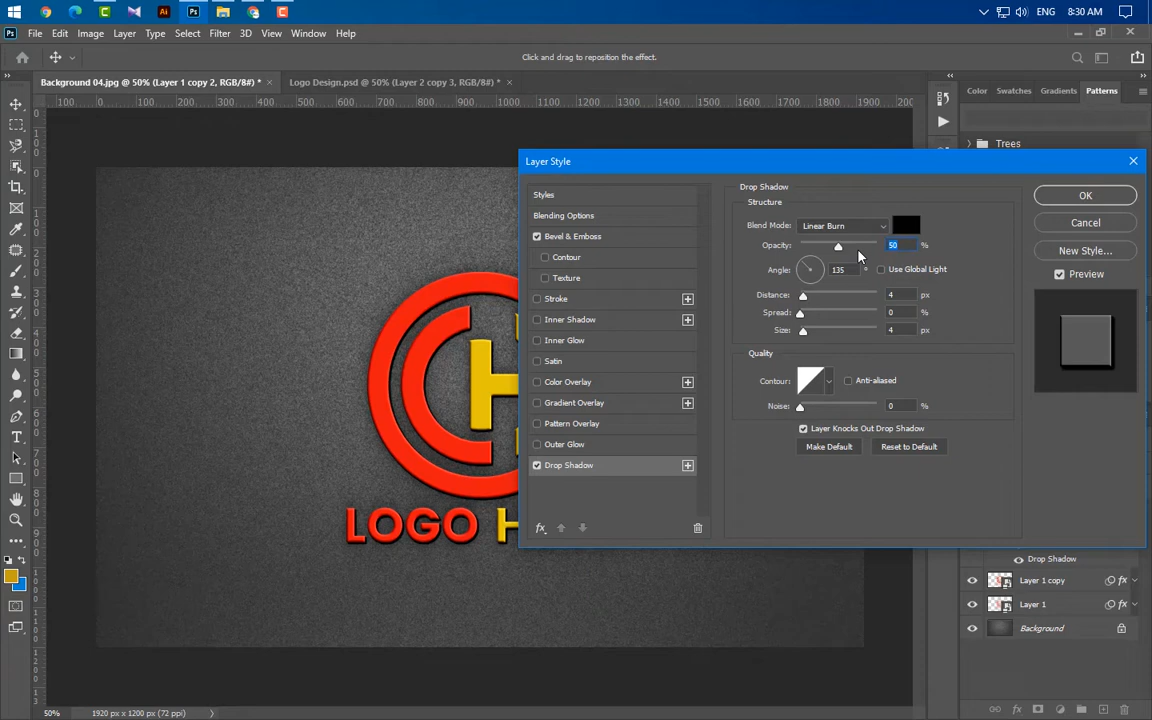 ENG 8:30 AM
Ps File Edit Image Layer Type Select Filter 3D View Window Help
Click and drag to reposition the effect.
Background 04.jpg @ 50% (Layer 1 copy 2, RGB/8#) * × Logo Design.psd @ 50% (Layer 2 copy 3, RGB/8#) * ×
Color Swatches Gradients Patterns
100 0 100 200 300 400 500 600 700 800 900 1000 1100 1200 1300 1400 1500 1600 1700 1800 1900
Trees
Layer Style
Styles
Blending Options
Bevel & Emboss
Contour
Texture
Stroke
Inner Shadow
Inner Glow
Satin
Color Overlay
Gradient Overlay
Pattern Overlay
Outer Glow
Drop Shadow
fx
Drop Shadow
Structure
Blend Mode: Linear Burn
Opacity: 50 %
Angle: 135 ° Use Global Light
Distance: 4 px
Spread: 0 %
Size: 4 px
Quality
Contour: Anti-aliased
Noise: 0 %
Layer Knocks Out Drop Shadow
Make Default Reset to Default
OK
Cancel
New Style...
Preview
H
LOGO H
Drop Shadow
Layer 1 copy fx
Layer 1 fx
Background
50% 1920 px x 1200 px (72 ppi)